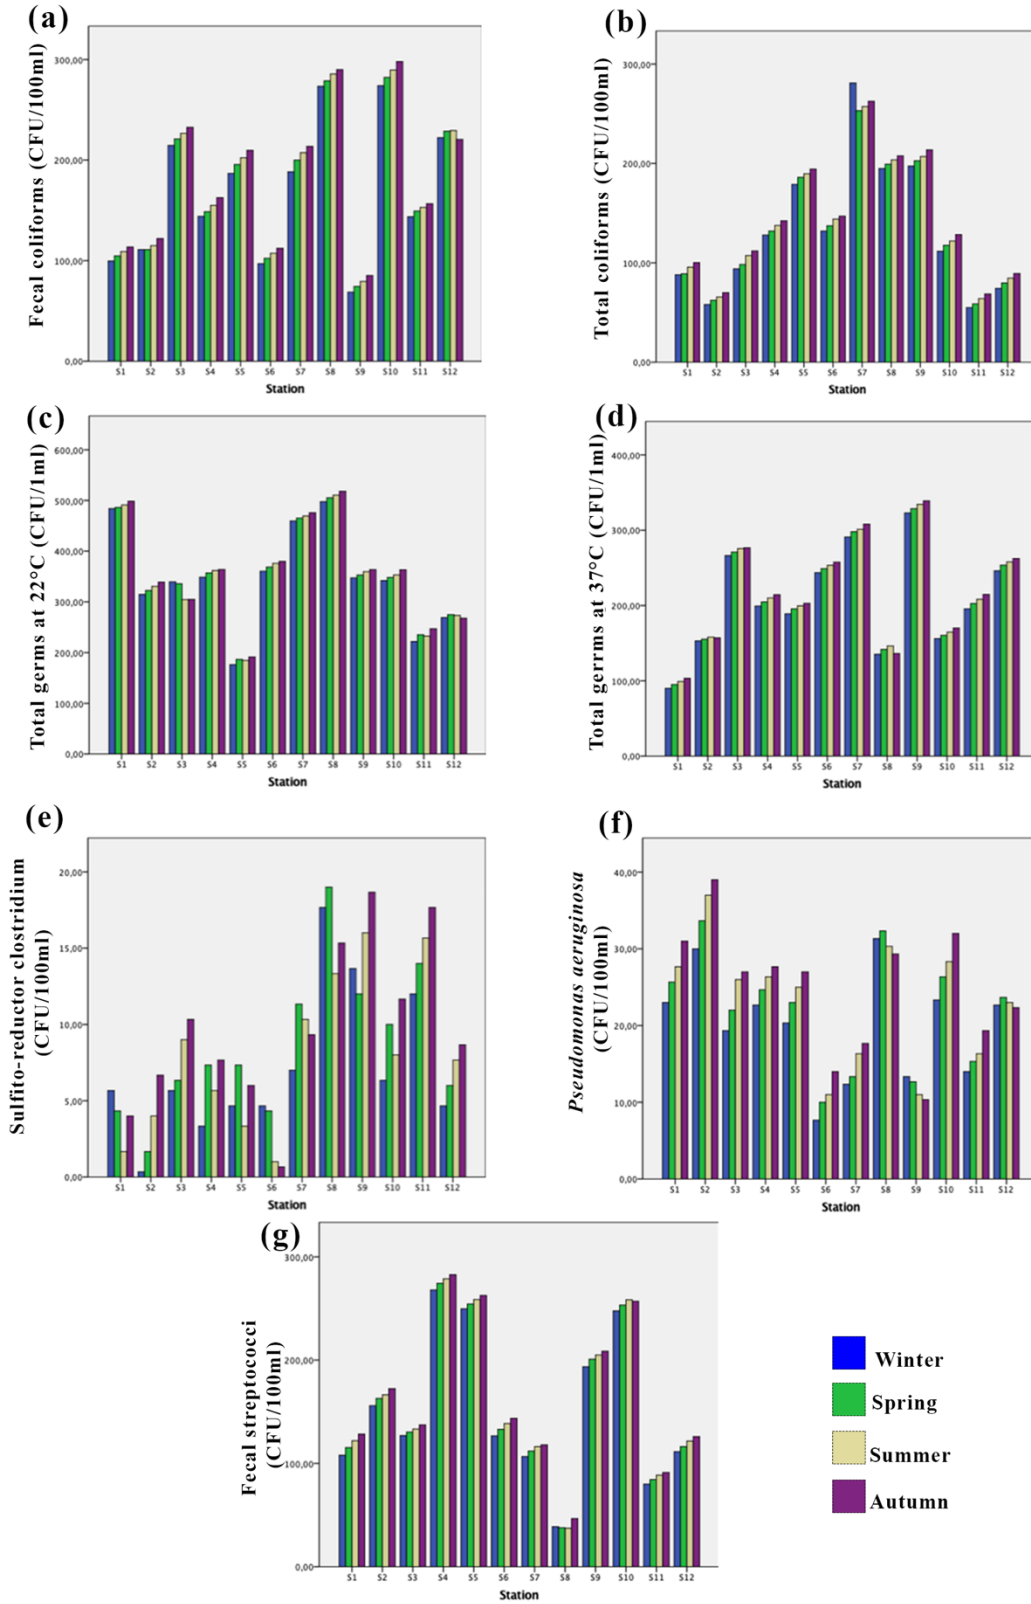 (a)
Fecal coliforms (CFU/100ml)
300,00
200,00
100,00
0,00
S1 S2 S3 S4 S5 S6 S7 S8 S9 S10 S11 S12
Station
(b)
Total coliforms (CFU/100ml)
300,00
200,00
100,00
0,00
S1 S2 S3 S4 S5 S6 S7 S8 S9 S10 S11 S12
Station
(c)
Total germs at 22°C (CFU/1ml)
600,00
500,00
400,00
300,00
200,00
100,00
0,00
S1 S2 S3 S4 S5 S6 S7 S8 S9 S10 S11 S12
Station
(d)
Total gerrms at 37°C (CFU/1ml)
400,00
300,00
200,00
100,00
0,00
S1 S2 S3 S4 S5 S6 S7 S8 S9 S10 S11 S12
Station
(e)
Sulfito-reductor clostridium
(CFU/100ml)
20,00
15,00
10,00
5,00
0,00
S1 S2 S3 S4 S5 S6 S7 S8 S9 S10 S11 S12
Station
(f)
Pseudomonas aeruginosa
(CFU/100ml)
40,00
30,00
20,00
10,00
0,00
S1 S2 S3 S4 S5 S6 S7 S8 S9 S10 S11 S12
Station
(g)
Fecal streptococci
(CFU/100ml)
300,00
200,00
100,00
0,00
S1 S2 S3 S4 S5 S6 S7 S8 S9 S10 S11 S12
Station
Winter
Spring
Summer
Autumn